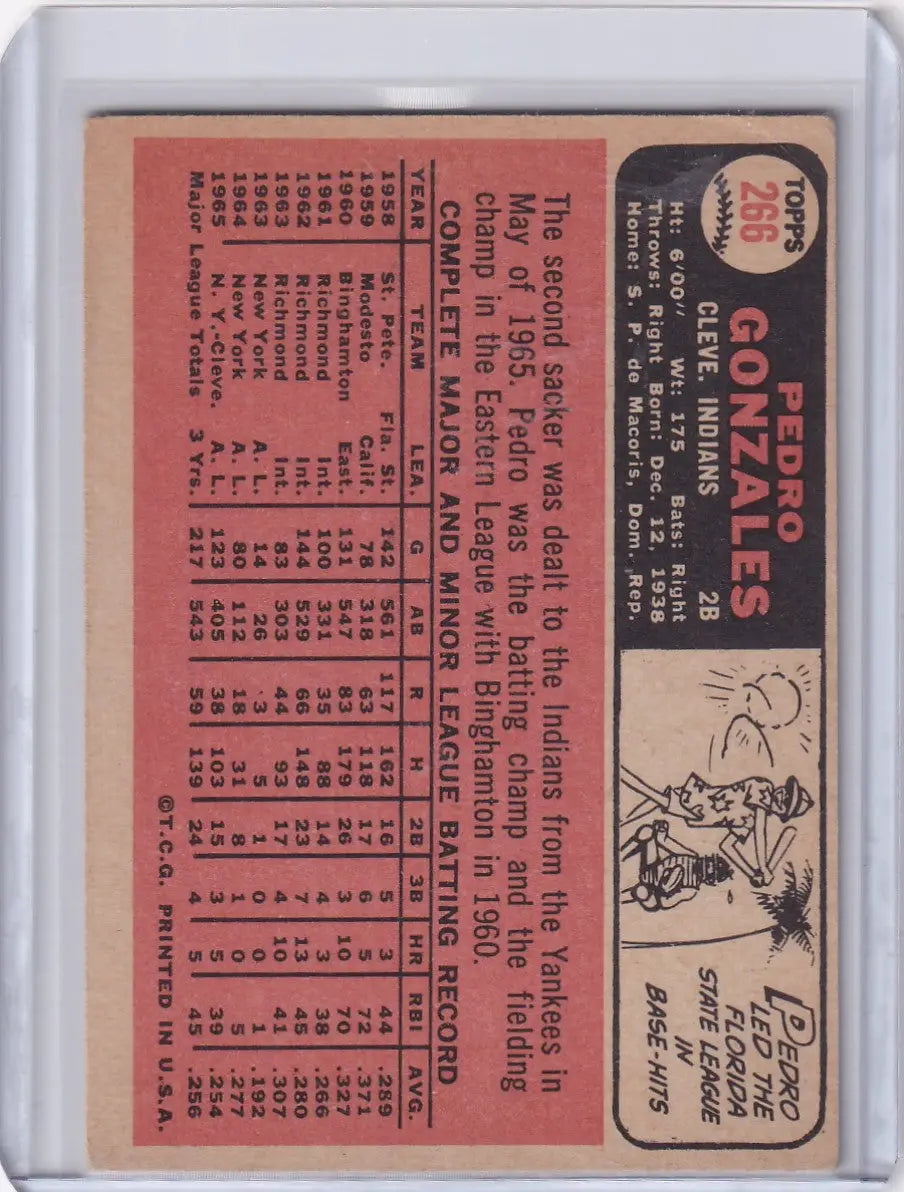 TOPPS
266
PEDRO
GONZALES
CLEVE. INDIANS 2B
Ht: 6'00" Wt: 175 Bats: Right
Throws: Right Born: Dec. 12, 1938
Home: S. P. de Macoris, Dom. Rep.
PEDRO
LED THE
FLORIDA
STATE LEAGUE
IN
BASE-HITS
The second sacker was dealt to the Indians from the Yankees in
May of 1965. Pedro was the batting champ and the fielding
champ in the Eastern League with Binghamton in 1960.
COMPLETE MAJOR AND MINOR LEAGUE BATTING RECORD
YEAR TEAM LEA. G AB R H 2B 3B HR RBI AVG.
1958 St. Pete. Fla. St. 142 561 117 162 16 5 3 44 .289
1959 Modesto Calif. 78 318 63 118 17 6 5 72 .371
1960 Binghamton East. 131 547 83 179 26 3 10 70 .327
1961 Richmond Int. 100 331 35 88 14 4 3 38 .266
1962 Richmond Int. 144 529 66 148 23 7 13 45 .280
1963 Richmond Int. 83 303 44 93 17 4 10 41 .307
1963 New York A. L. 14 26 3 5 1 0 0 1 .192
1964 New York A. L. 80 112 18 31 8 1 0 5 .277
1965 N. Y.-Cleve. A. L. 123 405 38 103 15 3 5 39 .254
Major League Totals 3 Yrs. 217 543 59 139 24 4 5 45 .256
©T.C.G. PRINTED IN U.S.A.